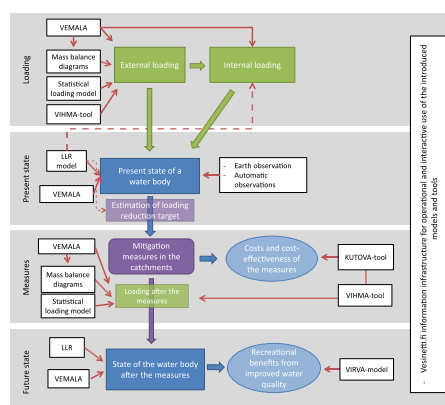 Loading
VEMALA
Mass balance
diagrams
Statistical
loading model
VIHMA-tool
External loading
Internal loading
Present state
LLR
model
VEMALA
Present state of a
water body
Estimation of loading
reduction target
- Earth observation
- Automatic
observations
Measures
VEMALA
Mass balance
diagrams
Statistical
loading model
Mitigation
measures in the
catchments
Loading after the
measures
Costs and cost-
effectiveness of
the measures
KUTOVA-tool
VIHMA-tool
Future state
LLR
VEMALA
State of the water body
after the measures
Recreational
benefits from
improved water
quality
VIRVA-model
- Vesinetti.fi information infrastructure for operational and interactive use of the introduced
models and tools